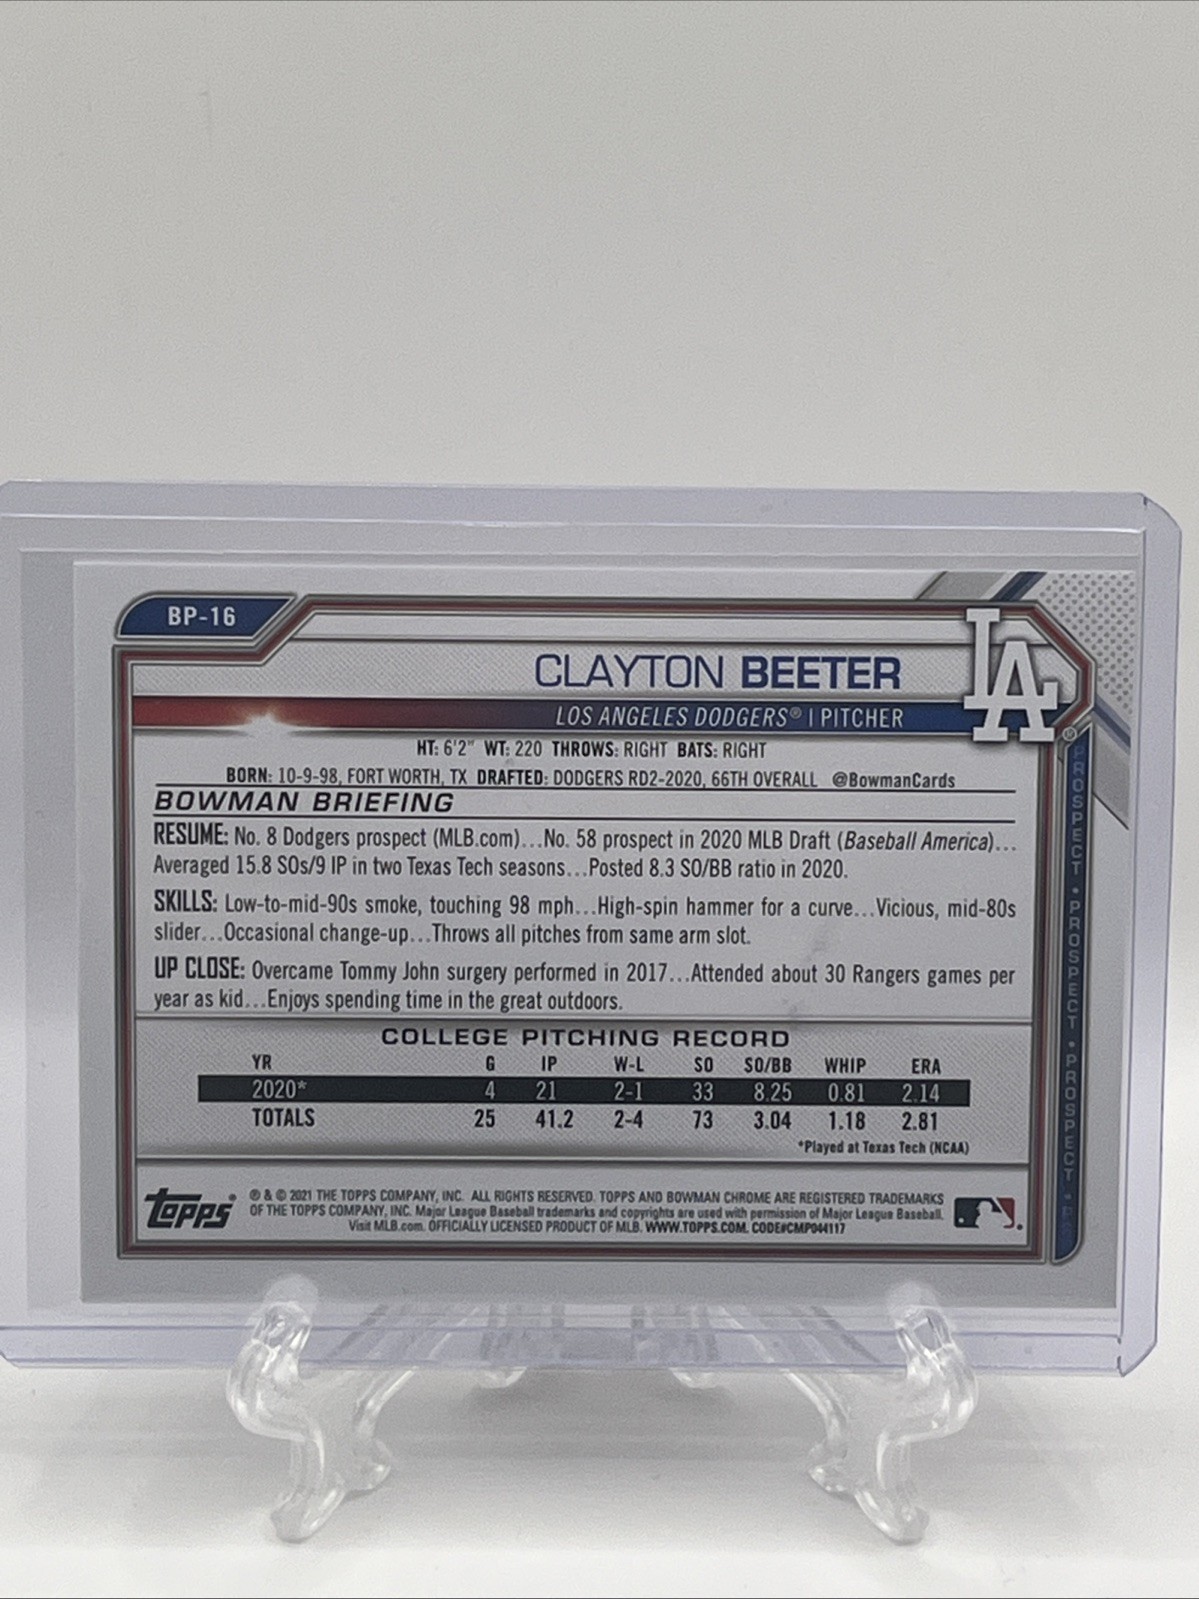 BP-16
CLAYTON BEETER
LOS ANGELES DODGERS® | PITCHER
LA
®
HT: 6'2" WT: 220 THROWS: RIGHT BATS: RIGHT
BORN: 10-9-98, FORT WORTH, TX DRAFTED: DODGERS RD2-2020, 66TH OVERALL @BowmanCards
BOWMAN BRIEFING
RESUME: No. 8 Dodgers prospect (MLB.com)...No. 58 prospect in 2020 MLB Draft (Baseball America)...
Averaged 15.8 SOs/9 IP in two Texas Tech seasons...Posted 8.3 SO/BB ratio in 2020.
SKILLS: Low-to-mid-90s smoke, touching 98 mph...High-spin hammer for a curve...Vicious, mid-80s
slider...Occasional change-up...Throws all pitches from same arm slot.
UP CLOSE: Overcame Tommy John surgery performed in 2017...Attended about 30 Rangers games per
year as kid...Enjoys spending time in the great outdoors.
COLLEGE PITCHING RECORD
YR G IP W-L SO SO/BB WHIP ERA
2020* 4 21 2-1 33 8.25 0.81 2.14
TOTALS 25 41.2 2-4 73 3.04 1.18 2.81
*Played at Texas Tech (NCAA)
topps®
® & © 2021 THE TOPPS COMPANY, INC. ALL RIGHTS RESERVED. TOPPS AND BOWMAN CHROME ARE REGISTERED TRADEMARKS
OF THE TOPPS COMPANY, INC. Major League Baseball trademarks and copyrights are used with permission of Major League Baseball.
Visit MLB.com. OFFICIALLY LICENSED PRODUCT OF MLB. WWW.TOPPS.COM. CODE#CMP044117
PROSPECT • PROSPECT • PROSPECT